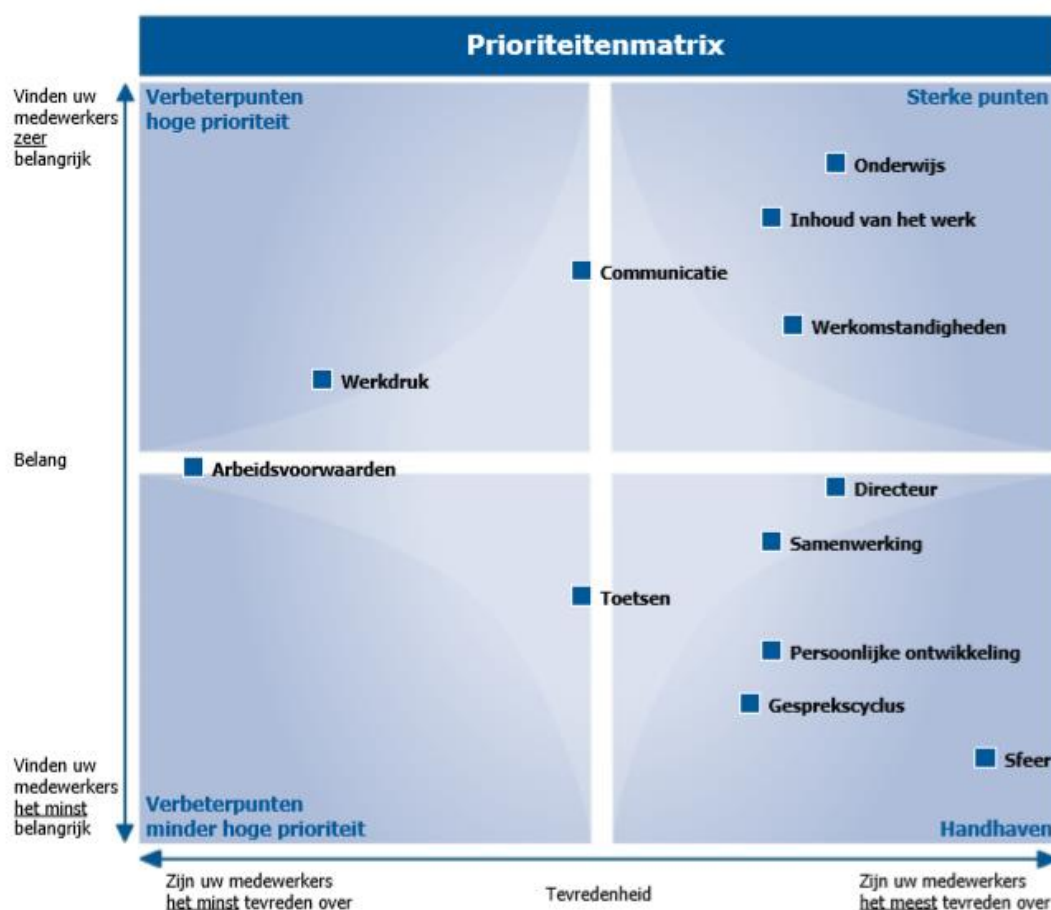 Prioriteitenmatrix
Vinden uw
medewerkers
zeer
belangrijk
Verbeterpunten
hoge prioriteit
Sterke punten
Onderwijs
Inhoud van het werk
Communicatie
Werkomstandigheden
Werkdruk
Belang
Arbeidsvoorwaarden
Directeur
Samenwerking
Toetsen
Persoonlijke ontwikkeling
Gesprekscyclus
Sfeer
Vinden uw
medewerkers
het minst
belangrijk
Verbeterpunten
minder hoge prioriteit
Handhaven
Zijn uw medewerkers
het minst tevreden over
Tevredenheid
Zijn uw medewerkers
het meest tevreden over